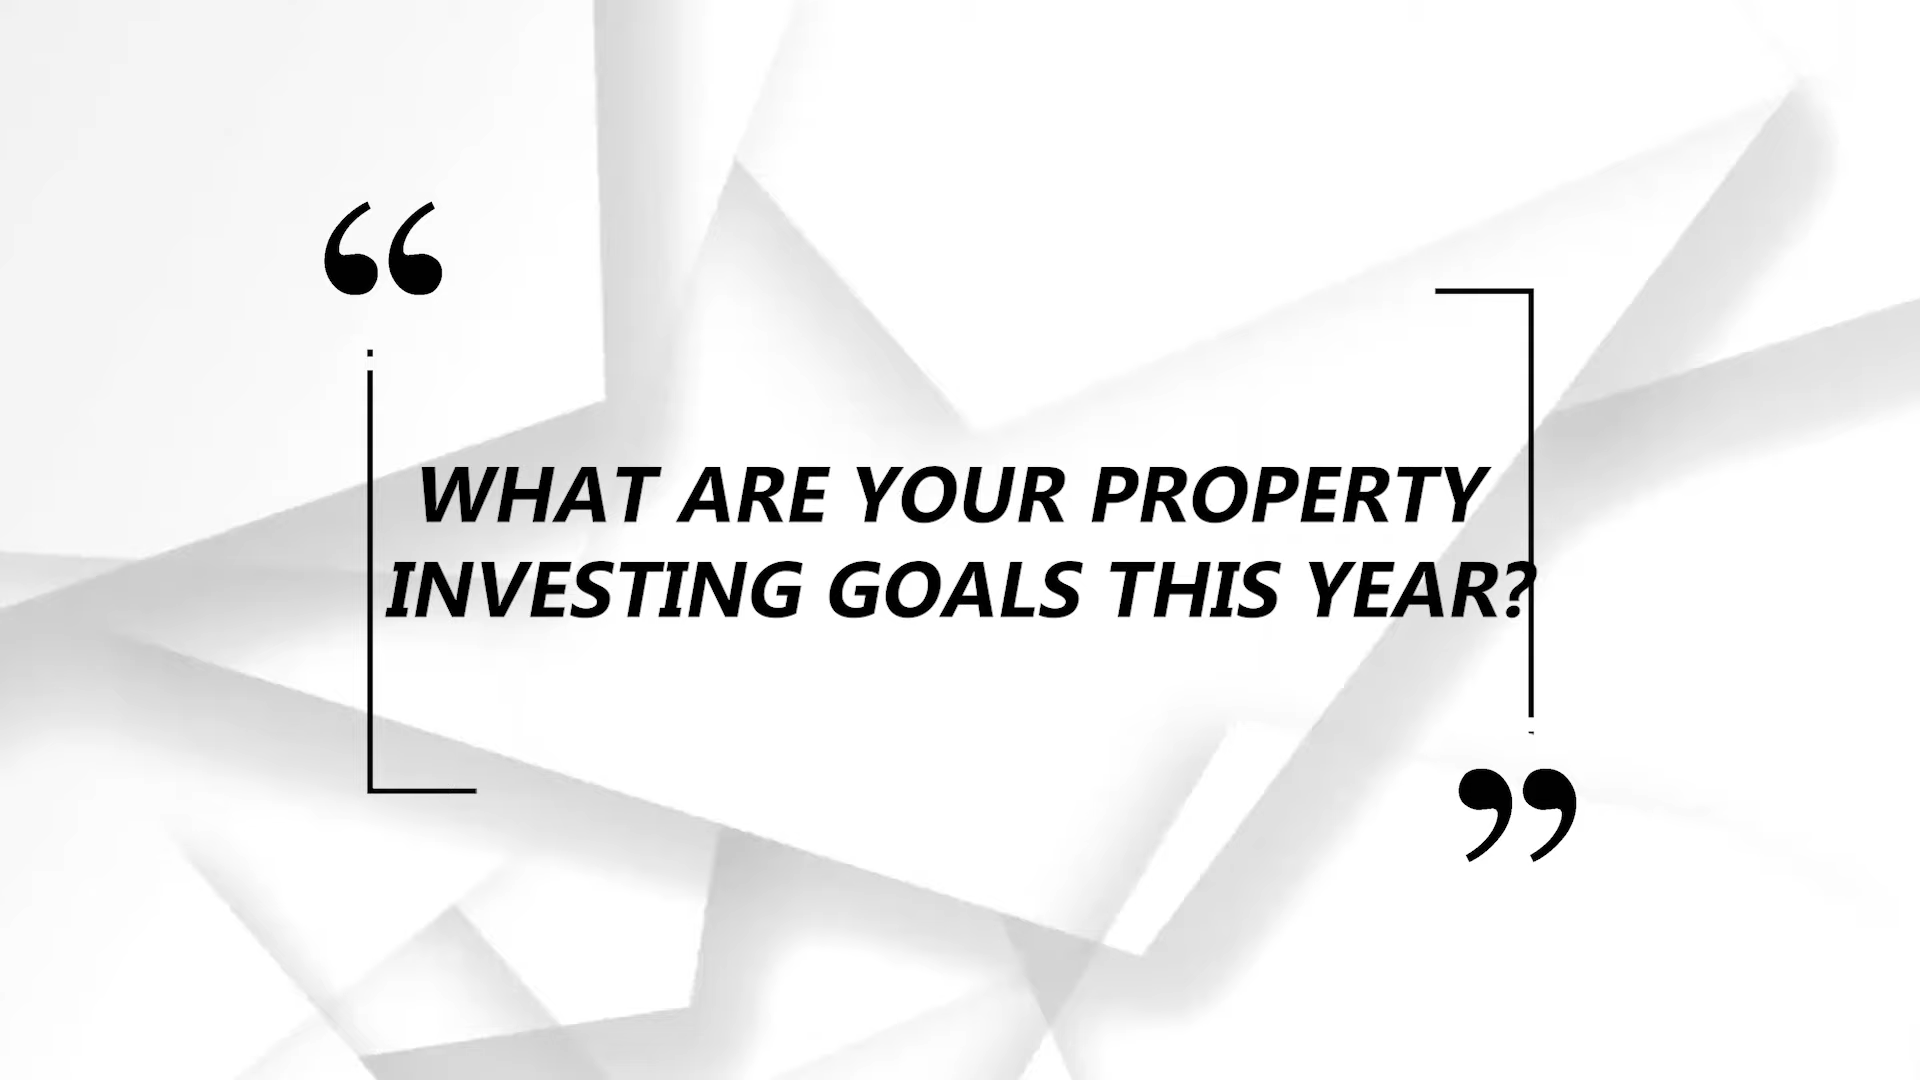 “
WHAT ARE YOUR PROPERTY
INVESTING GOALS THIS YEAR?
”